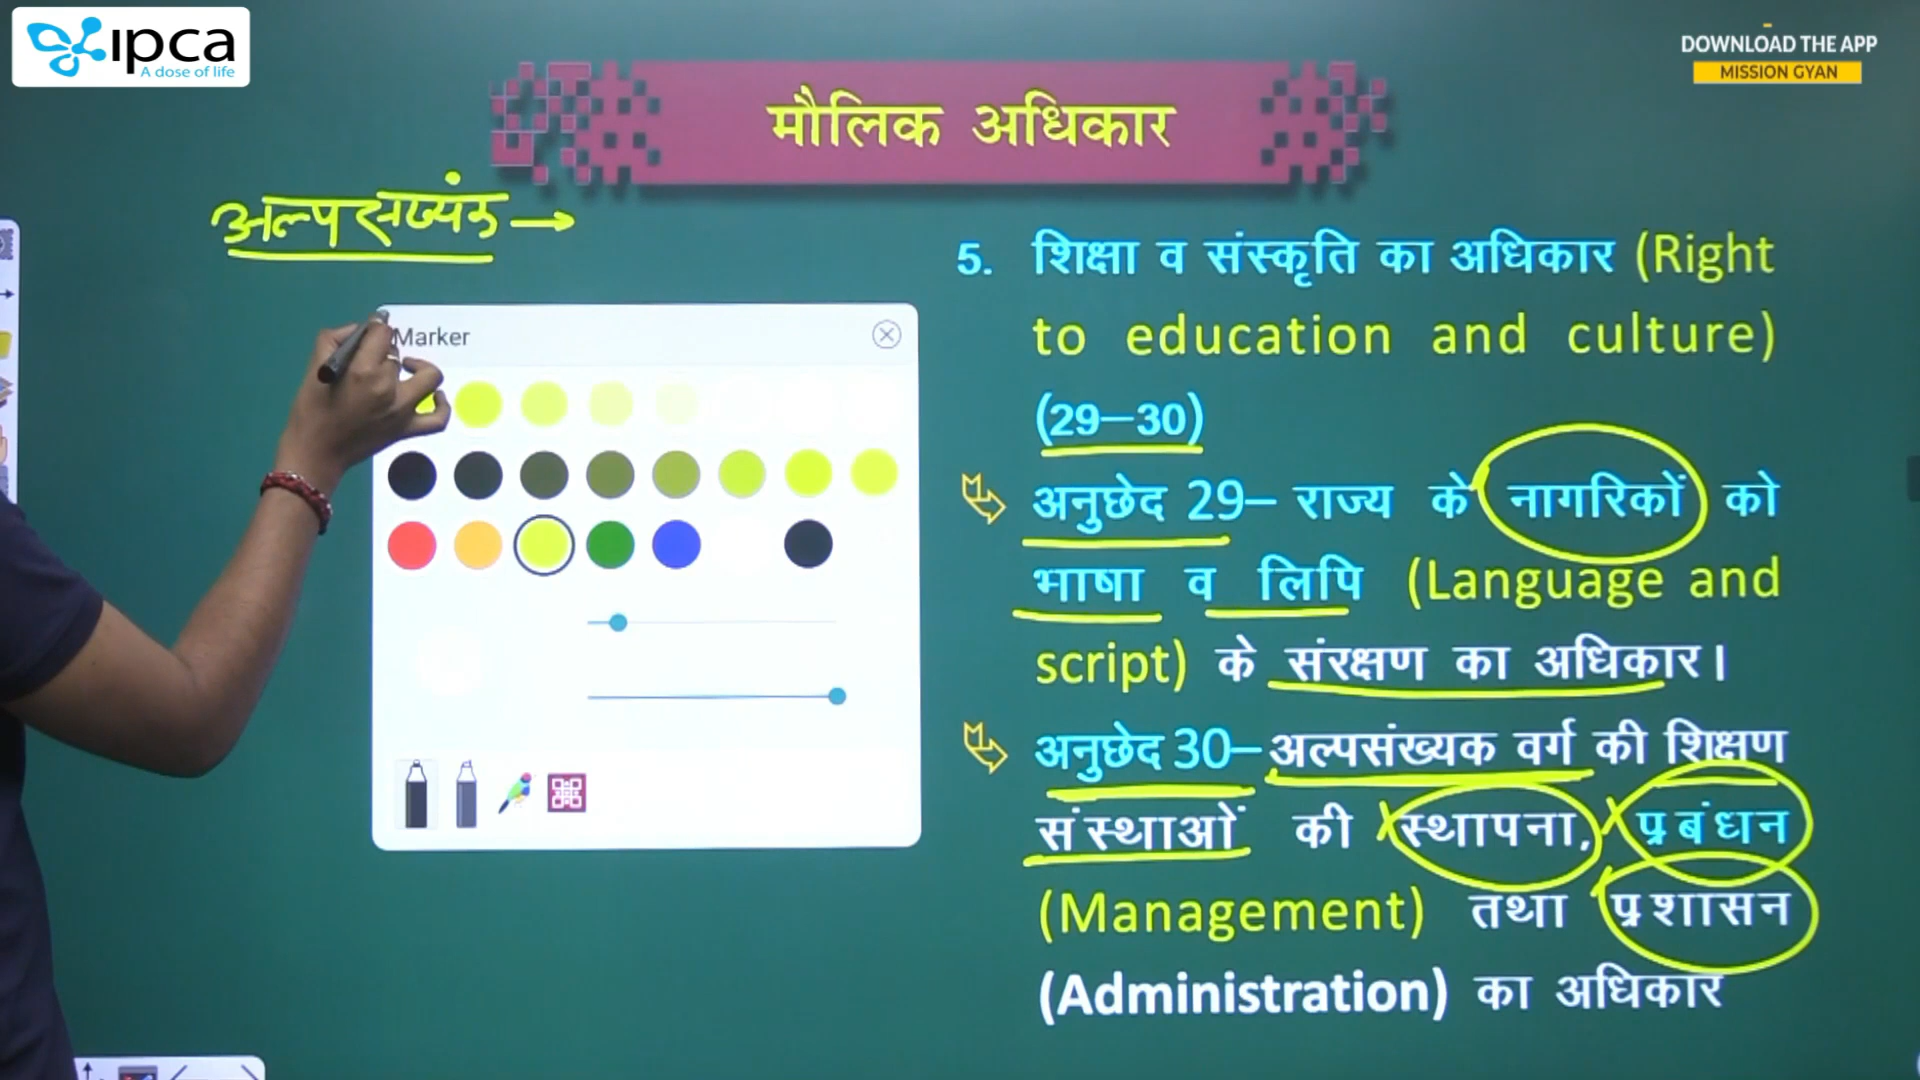 ipca
A dose of life
DOWNLOAD THE APP
MISSION GYAN
मौलिक अधिकार
अल्पसख्यंक →
Marker
5. शिक्षा व संस्कृति का अधिकार (Right
to education and culture)
(29–30)
अनुछेद 29– राज्य के नागरिकों को
भाषा व लिपि (Language and
script) के संरक्षण का अधिकार।
अनुछेद 30– अल्पसंख्यक वर्ग की शिक्षण
संस्थाओं की स्थापना, प्रबंधन
(Management) तथा प्रशासन
(Administration) का अधिकार